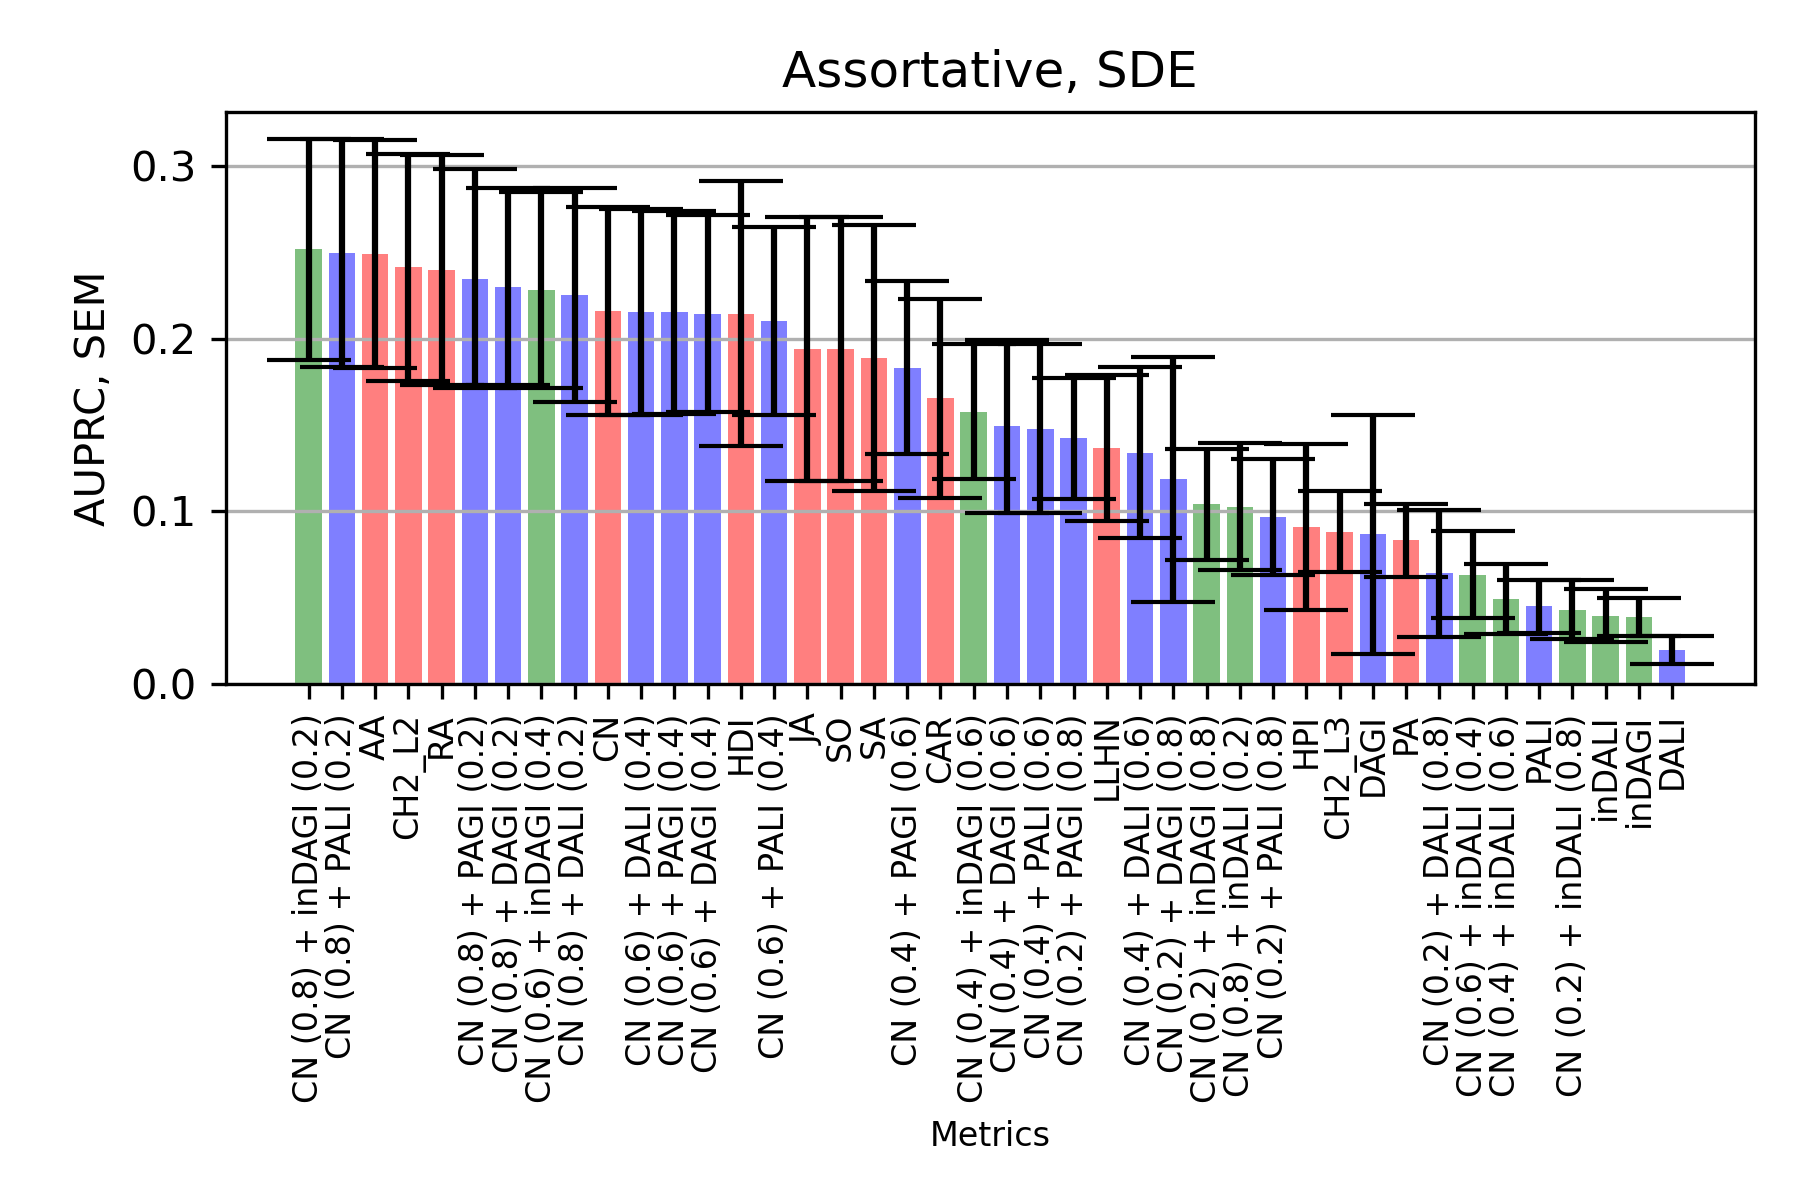 Assortative, SDE
AUPRC, SEM
0.3
0.2
0.1
0.0
CN (0.8) + inDAGI (0.2)
CN (0.8) + PALI (0.2)
AA
CH2_L2
RA
CN (0.8) + PAGI (0.2)
CN (0.8) + DAGI (0.2)
CN (0.6) + inDAGI (0.4)
CN (0.8) + DALI (0.2)
CN
CN (0.6) + DALI (0.4)
CN (0.6) + PAGI (0.4)
CN (0.6) + DAGI (0.4)
HDI
CN (0.6) + PALI (0.4)
JA
SO
SA
CN (0.4) + PAGI (0.6)
CAR
CN (0.4) + inDAGI (0.6)
CN (0.4) + DAGI (0.6)
CN (0.4) + PALI (0.6)
CN (0.2) + PAGI (0.8)
LLHN
CN (0.4) + DALI (0.6)
CN (0.2) + DAGI (0.8)
CN (0.2) + inDAGI (0.8)
CN (0.8) + inDALI (0.2)
CN (0.2) + PALI (0.8)
HPI
CH2_L3
DAGI
PA
CN (0.2) + DALI (0.8)
CN (0.6) + inDALI (0.4)
CN (0.4) + inDALI (0.6)
PALI
CN (0.2) + inDALI (0.8)
inDALI
inDAGI
DALI
Metrics